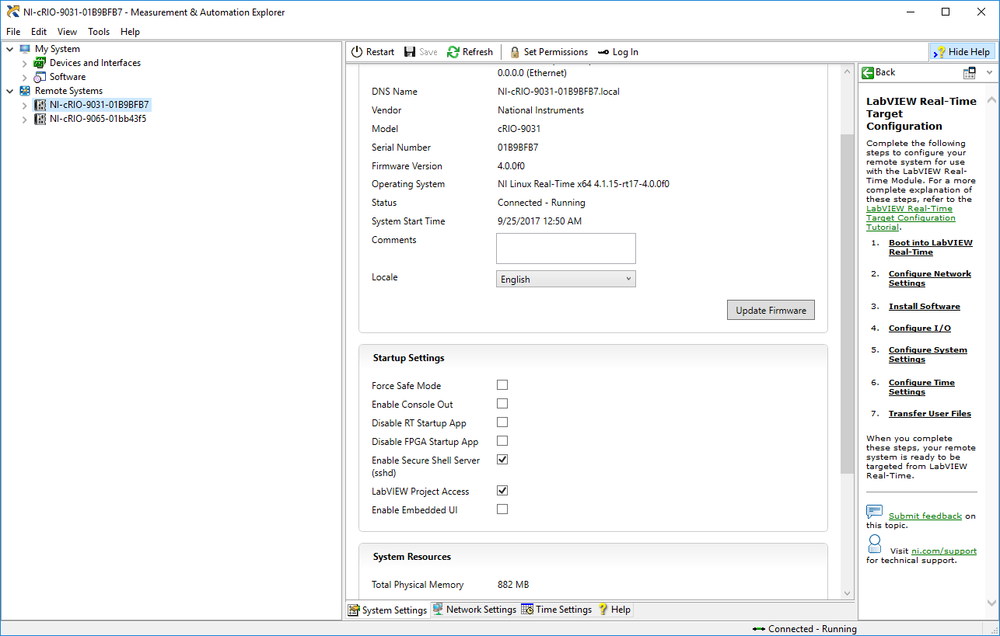 NI-cRIO-9031-01B9BFB7 - Measurement & Automation Explorer
File Edit View Tools Help
My System
Devices and Interfaces
Software
Remote Systems
NI-cRIO-9031-01B9BFB7
NI-cRIO-9065-01bb43f5
Restart Save Refresh Set Permissions Log In Hide Help
0.0.0.0 (Ethernet)
DNS Name NI-cRIO-9031-01B9BFB7.local
Vendor National Instruments
Model cRIO-9031
Serial Number 01B9BFB7
Firmware Version 4.0.0f0
Operating System NI Linux Real-Time x64 4.1.15-rt17-4.0.0f0
Status Connected - Running
System Start Time 9/25/2017 12:50 AM
Comments
Locale English
Update Firmware
Startup Settings
Force Safe Mode
Enable Console Out
Disable RT Startup App
Disable FPGA Startup App
Enable Secure Shell Server
(sshd)
LabVIEW Project Access
Enable Embedded UI
System Resources
Total Physical Memory 882 MB
System Settings Network Settings Time Settings Help
Back
LabVIEW Real-Time
Target
Configuration
Complete the following
steps to configure your
remote system for use
with the LabVIEW Real-
Time Module. For a more
complete explanation of
these steps, refer to the
LabVIEW Real-Time
Target Configuration
Tutorial.
1. Boot into LabVIEW
Real-Time
2. Configure Network
Settings
3. Install Software
4. Configure I/O
5. Configure System
Settings
6. Configure Time
Settings
7. Transfer User Files
When you complete
these steps, your remote
system is ready to be
targeted from LabVIEW
Real-Time.
Submit feedback on
this topic.
Visit ni.com/support
for technical support.
Connected - Running